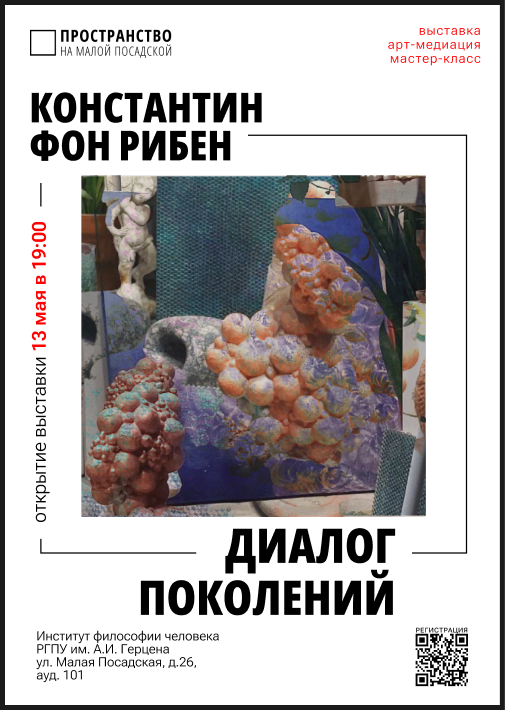 ПРОСТРАНСТВО
НА МАЛОЙ ПОСАДСКОЙ
выставка
арт-медиация
мастер-класс
КОНСТАНТИН
ФОН РИБЕН
открытие выставки 13 мая в 19:00
ДИАЛОГ
ПОКОЛЕНИЙ
Институт философии человека
РГПУ им. А.И. Герцена
ул. Малая Посадская, д.26,
ауд. 101
РЕГИСТРАЦИЯ